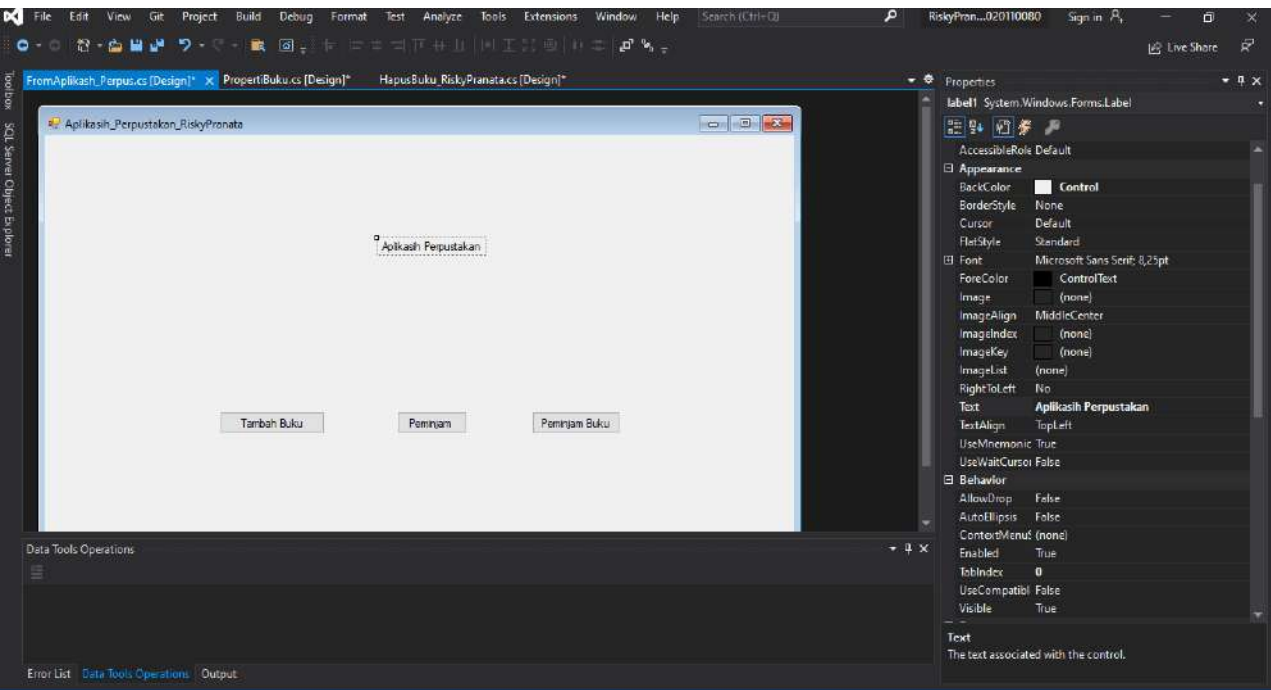 File Edit View Git Project Build Debug Format Test Analyze Tools Extensions Window Help Search (Ctrl+Q) RiskyPran...020110080 Sign in
Live Share
Toolbox
SQL Server Object Explorer
FromAplikash_Perpus.cs [Design]* PropertiBuku.cs [Design]* HapusBuku_RiskyPranata.cs [Design]*
Aplikasih_Perpustakan_RiskyPronata
Aplikasih Perpustakan
Tambah Buku Peminjam Peminjam Buku
Data Tools Operations
Error List Data Tools Operations Output
Properties
label1 System.Windows.Forms.Label
AccessibleRole Default
Appearance
BackColor Control
BorderStyle None
Cursor Default
FlatStyle Standard
Font Microsoft Sans Serif; 8,25pt
ForeColor ControlText
Image (none)
ImageAlign MiddleCenter
ImageIndex (none)
ImageKey (none)
ImageList (none)
RightToLeft No
Text Aplikasih Perpustakan
TextAlign TopLeft
UseMnemonic True
UseWaitCursor False
Behavior
AllowDrop False
AutoEllipsis False
ContextMenuS (none)
Enabled True
TabIndex 0
UseCompatibl False
Visible True
Text
The text associated with the control.